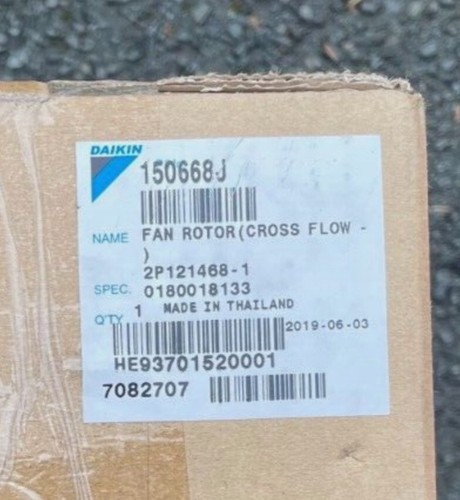 DAIKIN
150668J
NAME FAN ROTOR(CROSS FLOW -
)
2P121468-1
SPEC. 0180018133
Q'TY 1 MADE IN THAILAND
2019-06-03
HE93701520001
7082707